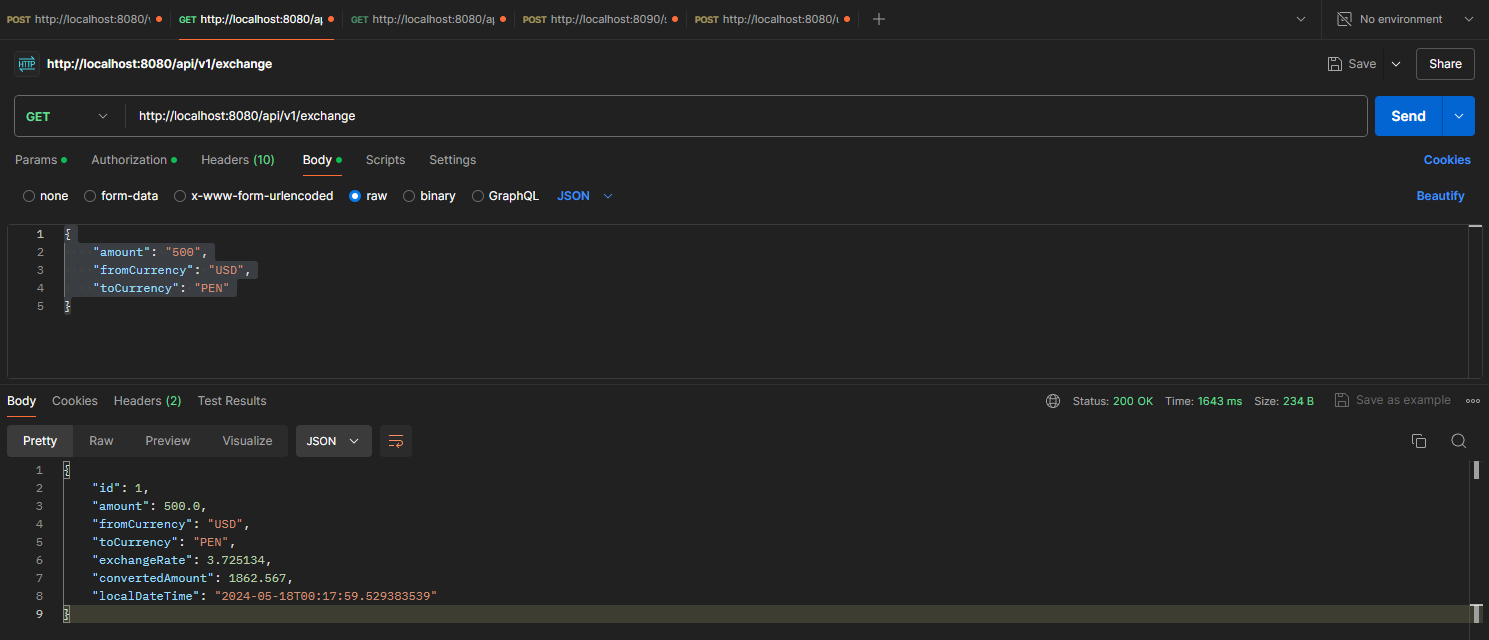 POST http://localhost:8080/ GET http://localhost:8080/ap GET http://localhost:8080/ap POST http://localhost:8090/s POST http://localhost:8080/ No environment
HTTP http://localhost:8080/api/v1/exchange Save Share
GET http://localhost:8080/api/v1/exchange Send
Params Authorization Headers (10) Body Scripts Settings Cookies
none form-data x-www-form-urlencoded raw binary GraphQL JSON Beautify
1 {
2 "amount": "500",
3 "fromCurrency": "USD",
4 "toCurrency": "PEN"
5 }
Body Cookies Headers (2) Test Results Status: 200 OK Time: 1643 ms Size: 234 B Save as example
Pretty Raw Preview Visualize JSON
1 {
2 "id": 1,
3 "amount": 500.0,
4 "fromCurrency": "USD",
5 "toCurrency": "PEN",
6 "exchangeRate": 3.725134,
7 "convertedAmount": 1862.567,
8 "localDateTime": "2024-05-18T00:17:59.529383539"
9 }